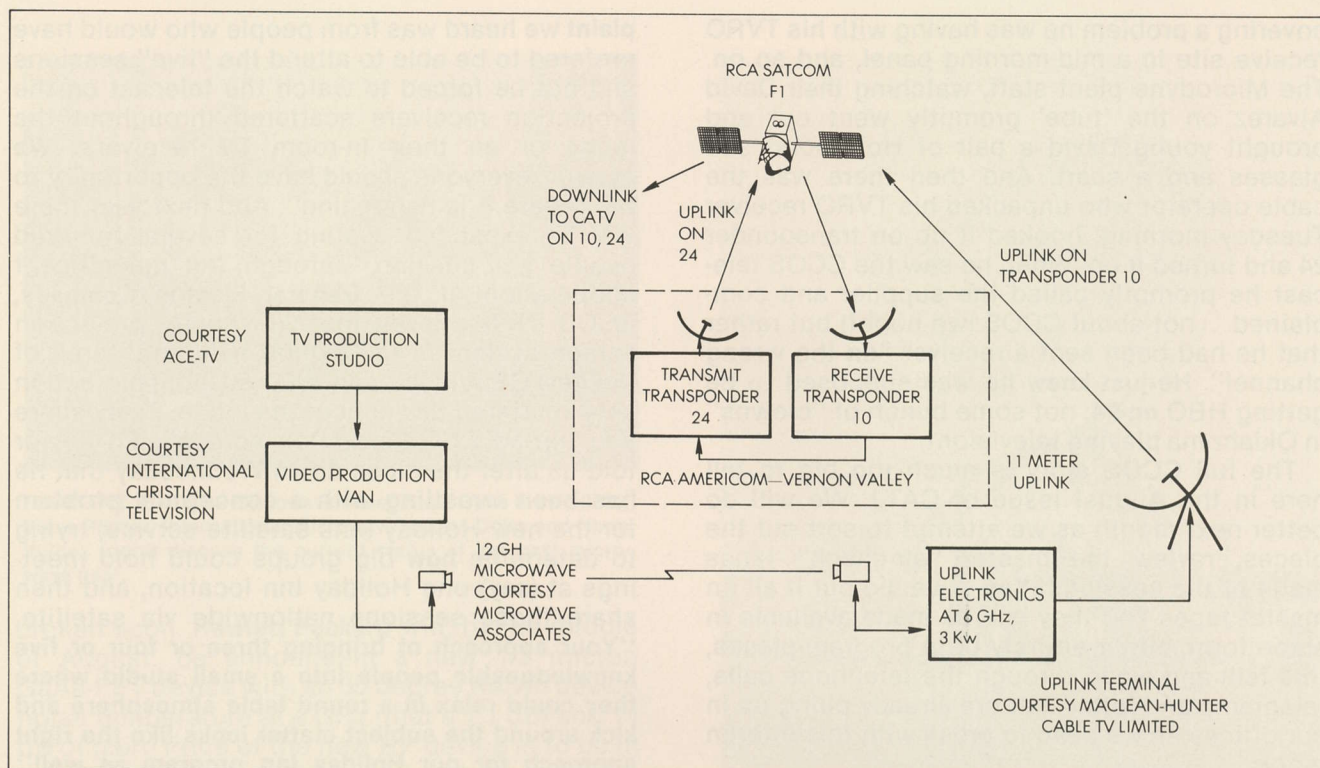 RCA SATCOM
F1
DOWNLINK
TO CATV
ON 10, 24
UPLINK
ON
24
UPLINK ON
TRANSPONDER 10
COURTESY
ACE-TV
TV PRODUCTION
STUDIO
TRANSMIT
TRANSPONDER
24
RECEIVE
TRANSPONDER
10
COURTESY
INTERNATIONAL
CHRISTIAN
TELEVISION
VIDEO PRODUCTION
VAN
RCA AMERICOM—VERNON VALLEY
11 METER
UPLINK
12 GH
MICROWAVE
COURTESY
MICROWAVE
ASSOCIATES
UPLINK
ELECTRONICS
AT 6 GHz,
3 Kw
UPLINK TERMINAL
COURTESY MACLEAN-HUNTER
CABLE TV LIMITED